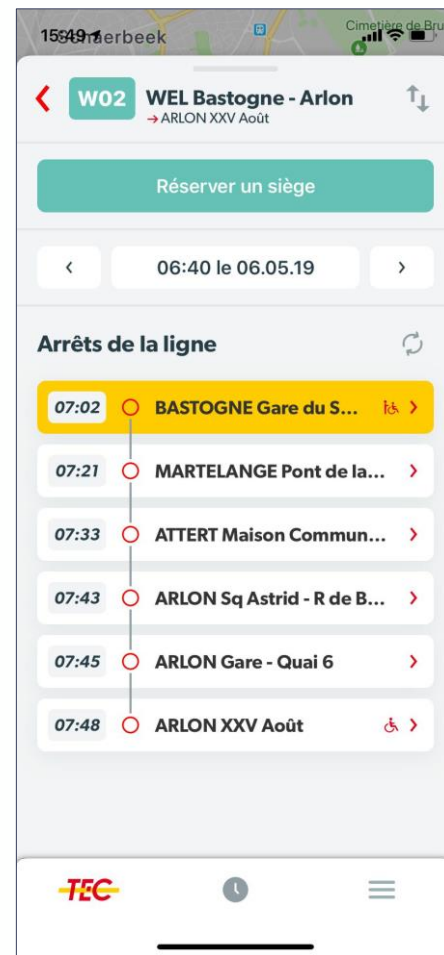 15:49
Schaerbeek
Cimetière de Bru
W02
WEL Bastogne - Arlon
→ ARLON XXV Août
Réserver un siège
06:40 le 06.05.19
Arrêts de la ligne
07:02 BASTOGNE Gare du S...
07:21 MARTELANGE Pont de la...
07:33 ATTERT Maison Commun...
07:43 ARLON Sq Astrid - R de B...
07:45 ARLON Gare - Quai 6
07:48 ARLON XXV Août
TEC